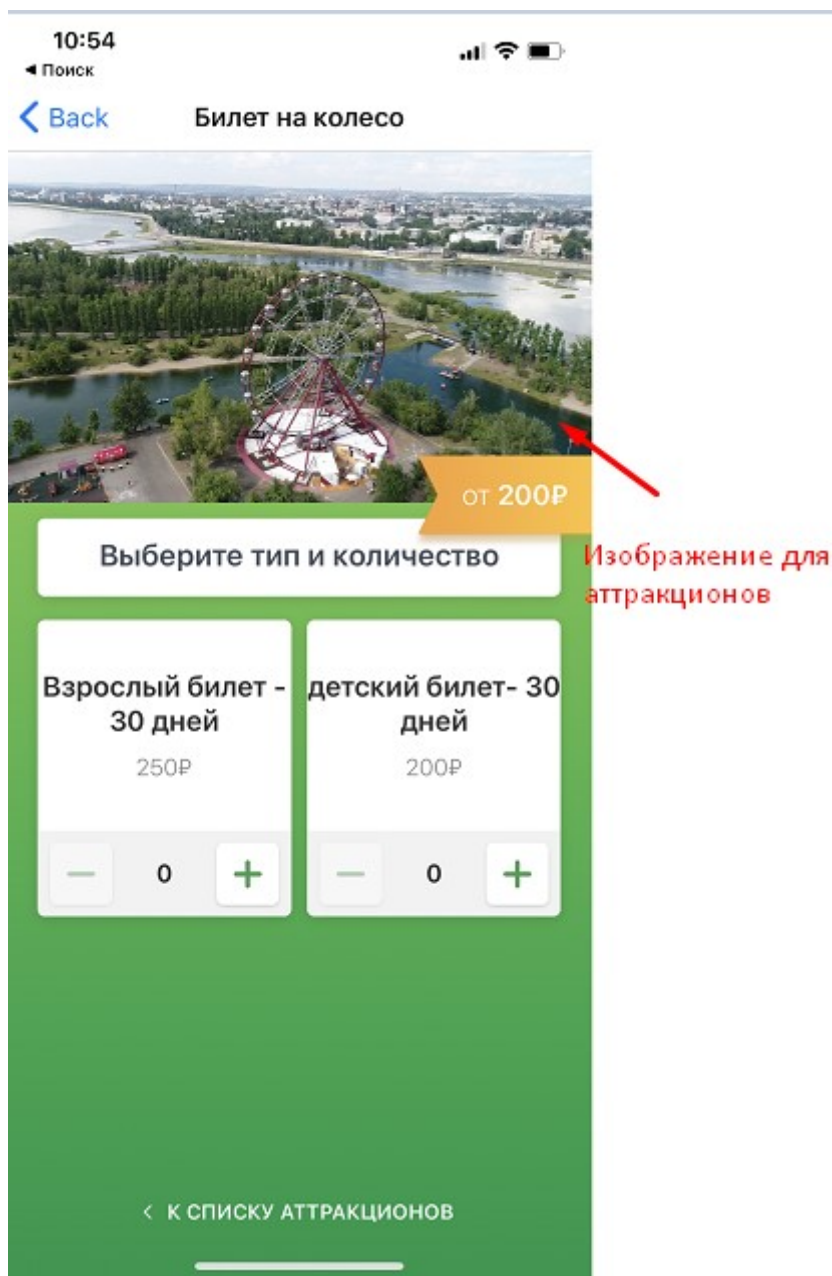 10:54
◀ Поиск
Back
Билет на колесо
от 200₽
Выберите тип и количество
Изображение для
аттракционов
Взрослый билет -
30 дней
250₽
0
детский билет- 30
дней
200₽
0
< К СПИСКУ АТТРАКЦИОНОВ